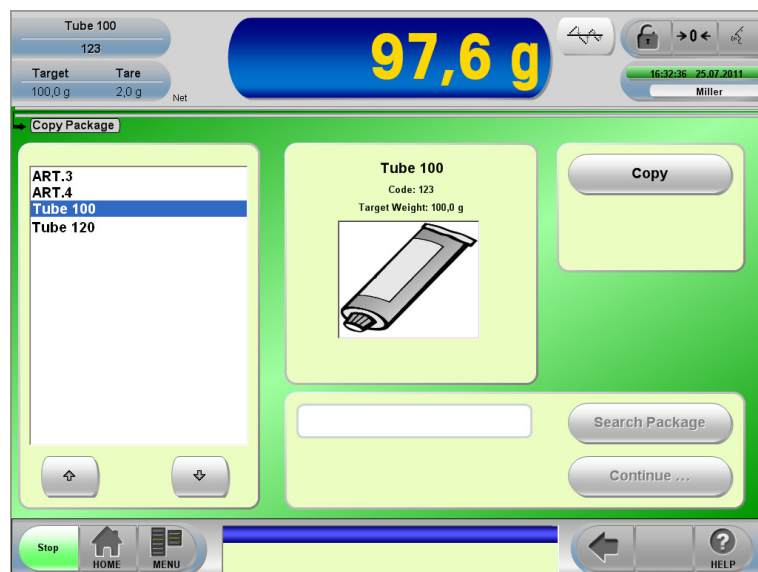 Tube 100
123
Target Tare
100,0 g 2,0 g
Net
97,6 g
→0←
16:32:36 25.07.2011
Miller
Copy Package
ART.3
ART.4
Tube 100
Tube 120
Tube 100
Code: 123
Target Weight: 100,0 g
Copy
Search Package
Continue ...
Stop
HOME
MENU
?
HELP